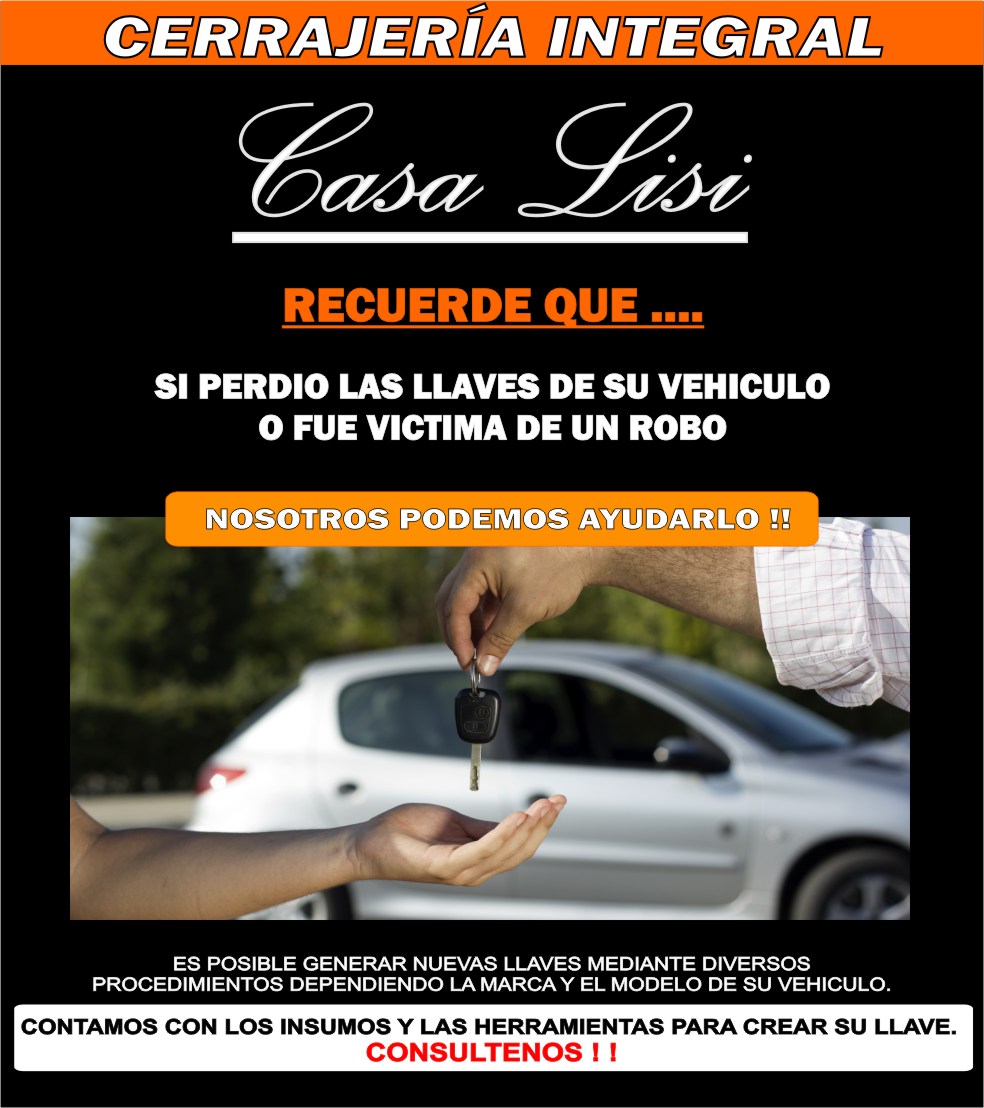 CERRAJERÍA INTEGRAL
Casa Lisi
RECUERDE QUE ....
SI PERDIO LAS LLAVES DE SU VEHICULO
O FUE VICTIMA DE UN ROBO
NOSOTROS PODEMOS AYUDARLO !!
ES POSIBLE GENERAR NUEVAS LLAVES MEDIANTE DIVERSOS
PROCEDIMIENTOS DEPENDIENDO LA MARCA Y EL MODELO DE SU VEHICULO.
CONTAMOS CON LOS INSUMOS Y LAS HERRAMIENTAS PARA CREAR SU LLAVE.
CONSULTENOS ! !